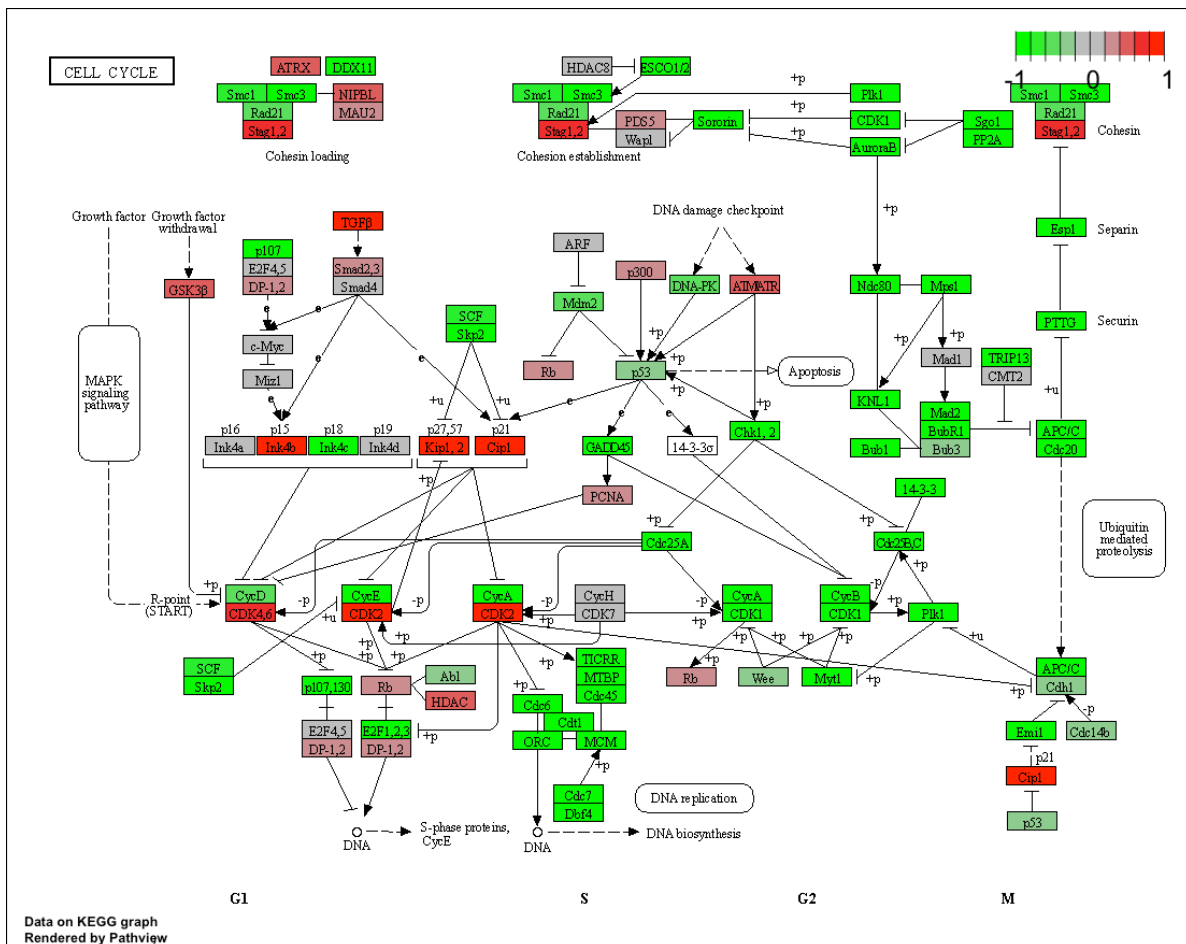 CELL CYCLE
-1 0 1
ATRX
DDX11
HDAC8
ESCO1/2
+p
Smc1 Smc3
NIPBL
Smc1 Smc3
Plk1
Smc1 Smc3
Rad21
MAU2
Rad21
+p
Rad21
Stag1,2
Stag1,2
PDS5
Sororin
CDK1
Sgo1
Stag1,2
Cohesin
Wapl
+p
PP2A
Cohesin loading
Cohesion establishment
AuroraB
Growth factor
Growth factor
withdrawal
TGFβ
DNA damage checkpoint
+p
Esp1
Separin
p107
ARF
E2F4,5
Smad2,3
p300
GSK3β
DP-1,2
Smad4
DNA-PK
ATMATR
Ndc80
Mps1
Mdm2
SCF
PTTG
Securin
e
e
Skp2
+p
+p
+p
c-Myc
e
e
+p
Mad1
TRIP13
MAPK
signaling
pathway
Miz1
Rb
p53
Apoptosis
CMT2
+u
e
+u
+u
e
e
+p
+p
KNL1
Mad2
p16 p15 p18 p19
p27,57
p21
Chk1, 2
BubR1
APC/C
Ink4a Ink4b Ink4c Ink4d
Kip1, 2
Cip1
GADD45
14-3-3σ
Bub1
Bub3
Cdc20
+p
PCNA
14-3-3
+p
+p
Ubiquitin
mediated
proteolysis
Cdc25A
Cdc25B,C
+p
+p
-p
-p
-p
-p
-p
R-point
(START)
CycD
CycE
CycA
CycH
CycA
CycB
CDK4,6
CDK2
CDK2
CDK7
CDK1
CDK1
+p
Plk1
+u
+p
+p
+p
+p
+p
+u
+p
+p
+p
+p
+p
+p
SCF
TICRR
APC/C
Skp2
p107,130
Rb
Abl
MTBP
Rb
Wee
Myt1
+p
+p
Cdh1
HDAC
Cdc45
-p
Cdc6
E2F4,5
E2F1,2,3
Cdt1
Emi1
Cdc14b
DP-1,2
DP-1,2
+p
ORC
MCM
p21
+p
Cip1
Cdc7
DNA replication
Dbf4
p53
DNA
S-phase proteins,
CycE
DNA
DNA biosynthesis
G1 S G2 M
Data on KEGG graph
Rendered by Pathview